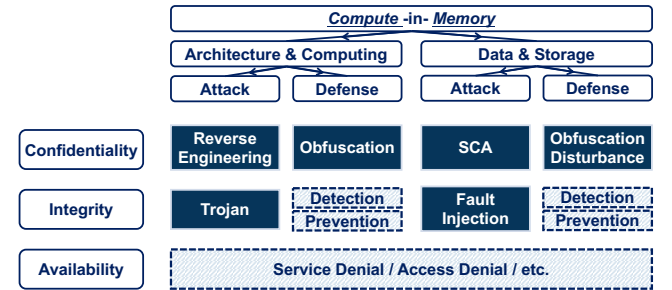 Compute -in- Memory
Architecture & Computing
Data & Storage
Attack
Defense
Attack
Defense
Confidentiality
Reverse
Engineering
Obfuscation
SCA
Obfuscation
Disturbance
Integrity
Trojan
Detection
Prevention
Fault
Injection
Detection
Prevention
Availability
Service Denial / Access Denial / etc.